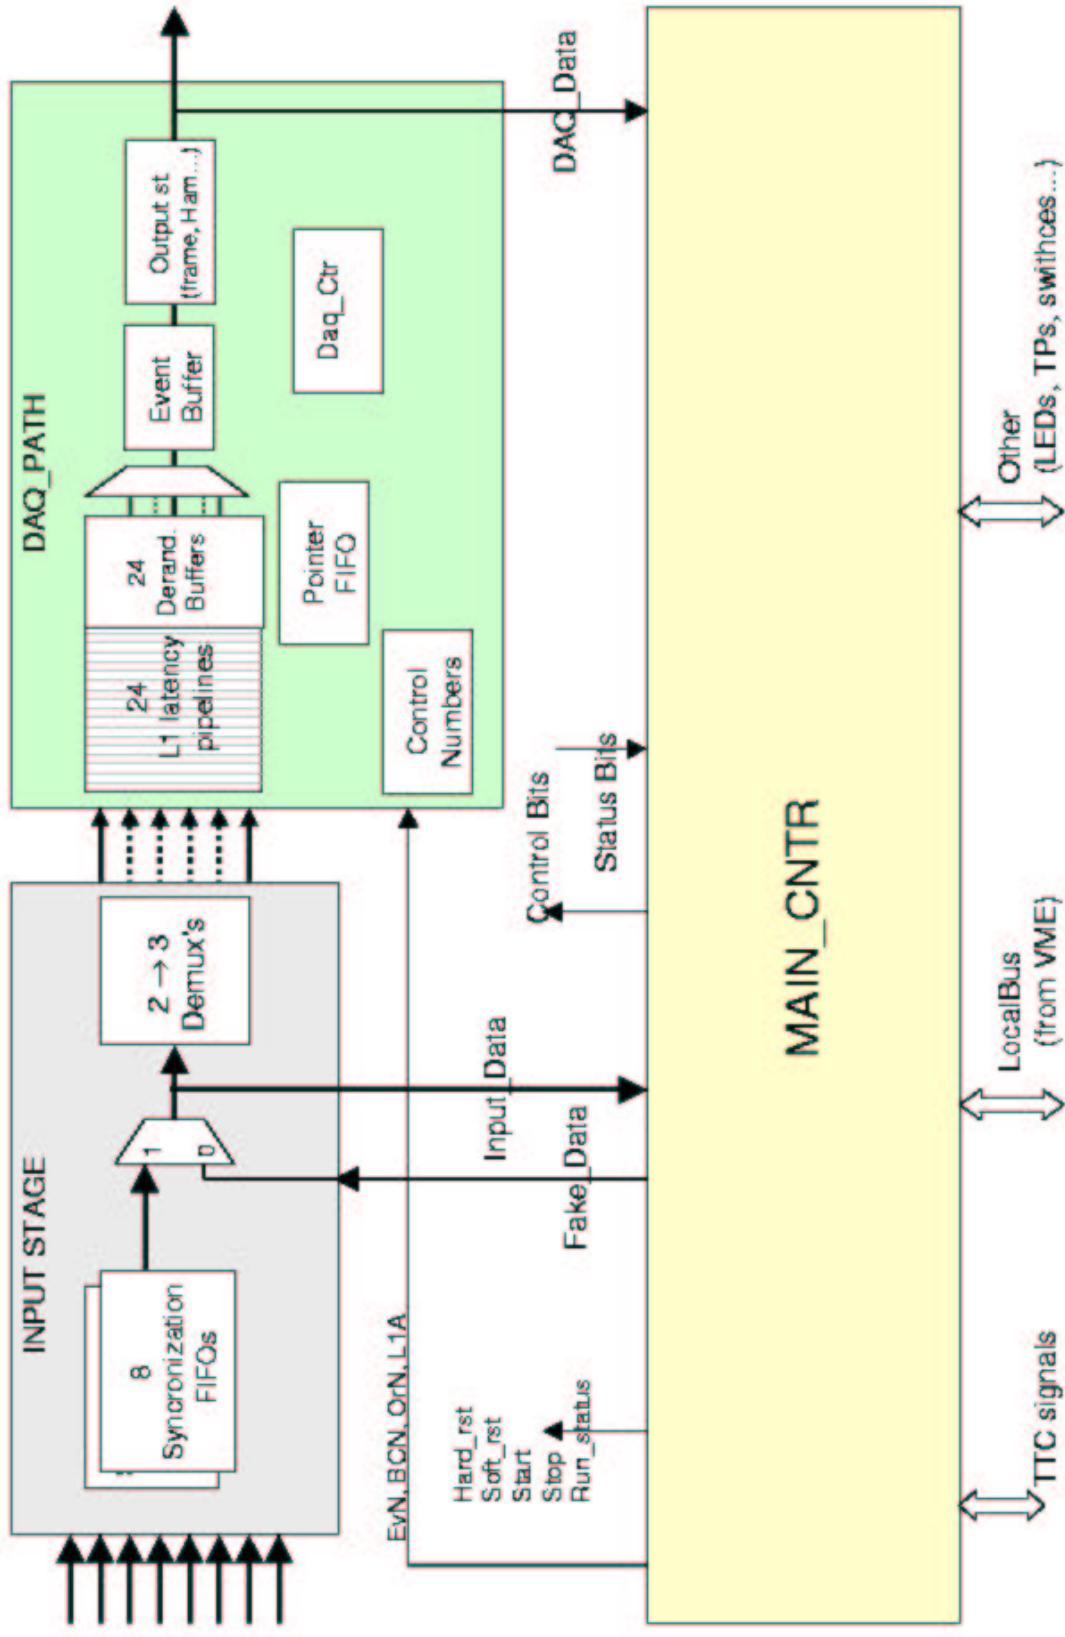 INPUT STAGE
8
Syncronization
FIFOs
1
0
2 → 3
Demux's
DAQ_PATH
24
L1 latency
pipelines
24
Derand.
Buffers
Event
Buffer
Output st
(frame, Ham...)
Pointer
FIFO
Daq_Ctr
Control
Numbers
EvN, BCN, OrN, L1A
Hard_rst
Soft_rst
Start
Stop
Run_status
Fake_Data
Input_Data
Control Bits
Status Bits
DAQ_Data
MAIN_CNTR
TTC signals
LocalBus
(from VME)
Other
(LEDs, TPs, swithces...)